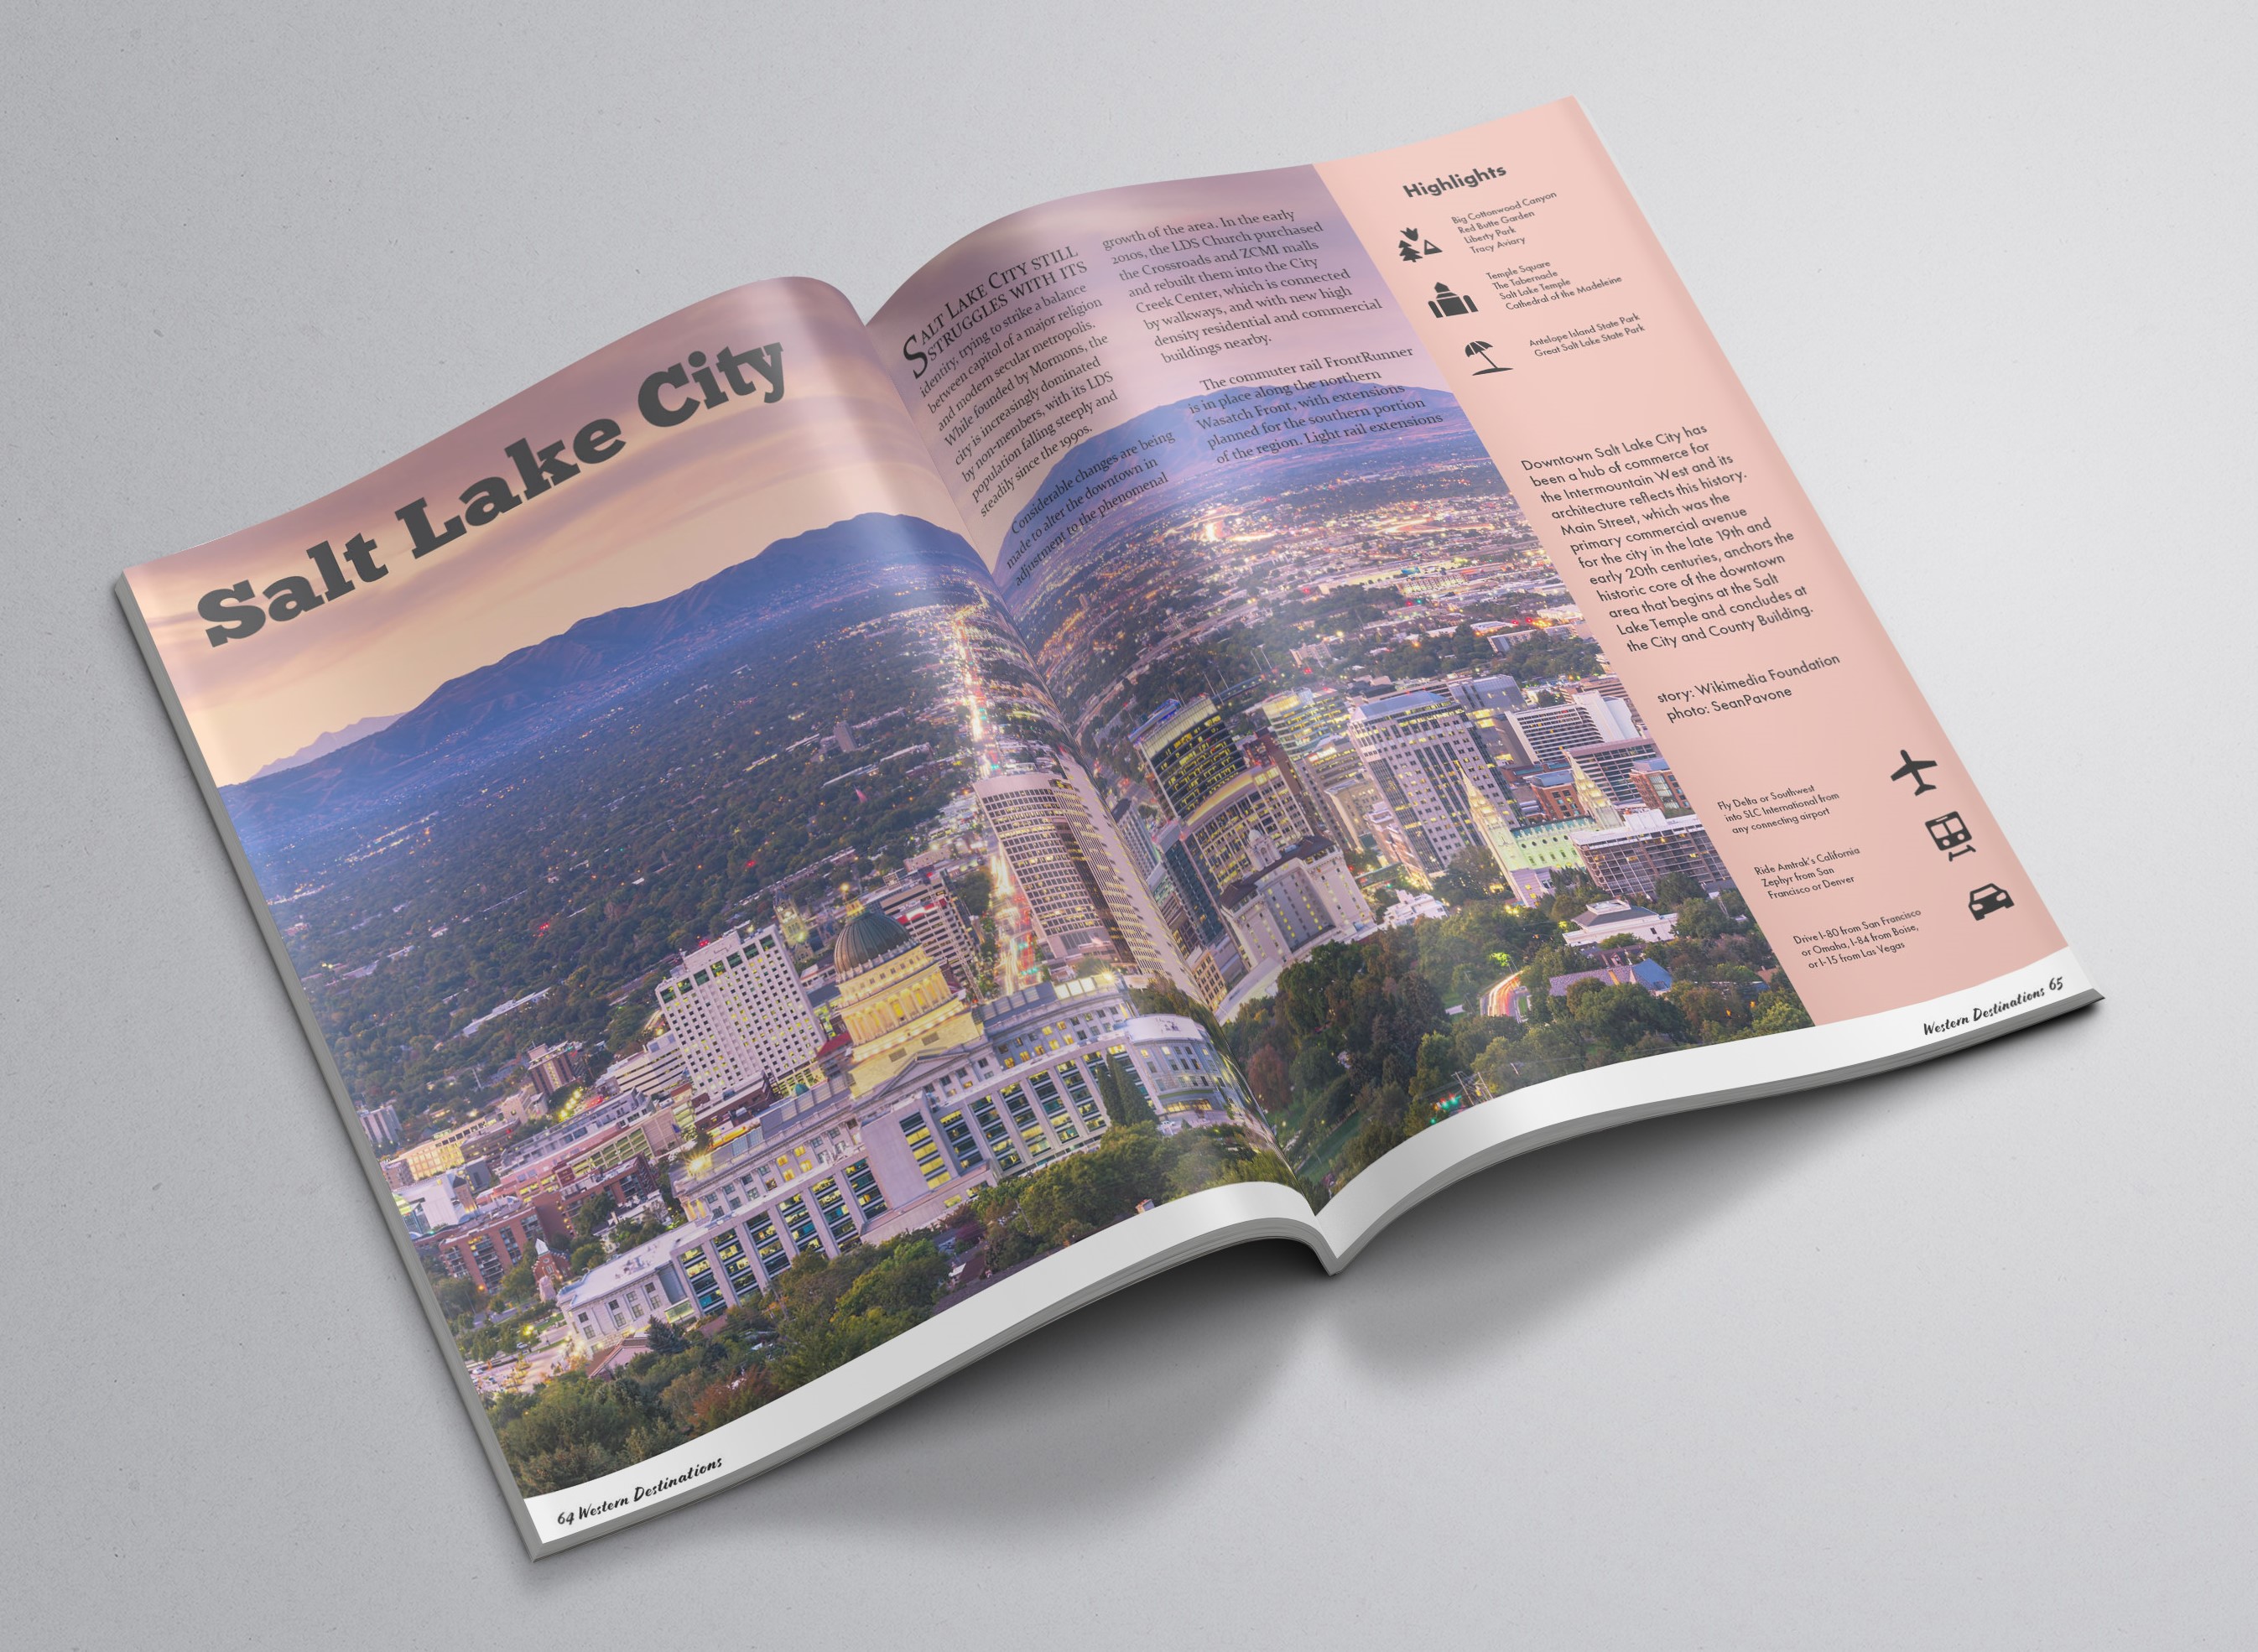 Salt Lake City
SALT LAKE CITY STILL
STRUGGLES WITH ITS
identity, trying to strike a balance
between capitol of a major religion
and modern secular metropolis.
While founded by Mormons, the
city is increasingly dominated
by non-members, with its LDS
population falling steeply and
steadily since the 1990s.
Considerable changes are being
made to alter the downtown in
adjustment to the phenomenal
growth of the area. In the early
2010s, the LDS Church purchased
the Crossroads and ZCMI malls
and rebuilt them into the City
Creek Center, which is connected
by walkways, and with new high
density residential and commercial
buildings nearby.
The commuter rail FrontRunner
is in place along the northern
Wasatch Front, with extensions
planned for the southern portion
of the region. Light rail extensions
Highlights
Big Cottonwood Canyon
Red Butte Garden
Liberty Park
Tracy Aviary
Temple Square
The Tabernacle
Salt Lake Temple
Cathedral of the Madeleine
Antelope Island State Park
Great Salt Lake State Park
Downtown Salt Lake City has
been a hub of commerce for
the Intermountain West and its
architecture reflects this history.
Main Street, which was the
primary commercial avenue
for the city in the late 19th and
early 20th centuries, anchors the
historic core of the downtown
area that begins at the Salt
Lake Temple and concludes at
the City and County Building.
story: Wikimedia Foundation
photo: SeanPavone
Fly Delta or Southwest
into SLC International from
any connecting airport
Ride Amtrak's California
Zephyr from San
Francisco or Denver
Drive I-80 from San Francisco
or Omaha, I-84 from Boise,
or I-15 from Las Vegas
64 Western Destinations
Western Destinations 65